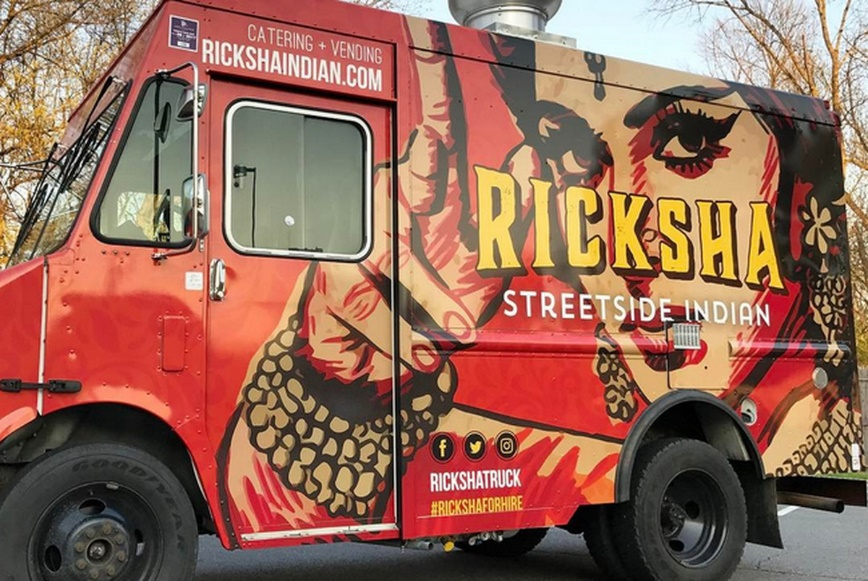 CATERING + VENDING
RICKSHAINDIAN.COM
RICKSHA
STREETSIDE INDIAN
RICKSHATRUCK
#RICKSHAFORHIRE
GOODYEAR